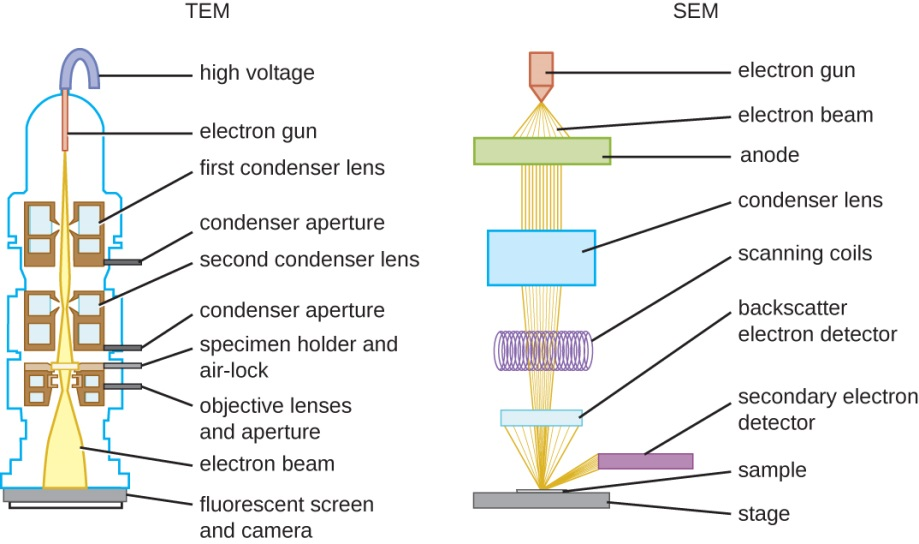 TEM
high voltage
electron gun
first condenser lens
condenser aperture
second condenser lens
condenser aperture
specimen holder and
air-lock
objective lenses
and aperture
electron beam
fluorescent screen
and camera
SEM
electron gun
electron beam
anode
condenser lens
scanning coils
backscatter
electron detector
secondary electron
detector
sample
stage